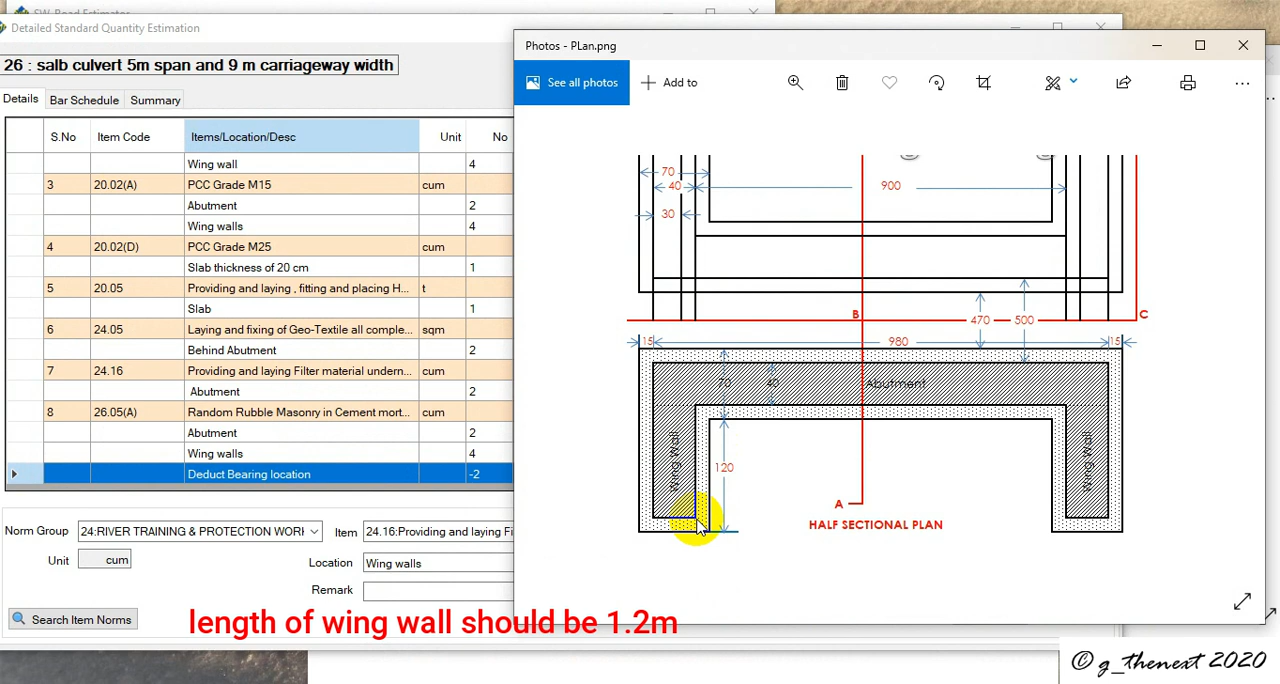 SW-Road Estimator
Detailed Standard Quantity Estimation
26 : salb culvert 5m span and 9 m carriageway width
Details Bar Schedule Summary
S.No Item Code Items/Location/Desc Unit No
Wing wall 4
3 20.02(A) PCC Grade M15 cum
Abutment 2
Wing walls 4
4 20.02(D) PCC Grade M25 cum
Slab thickness of 20 cm 1
5 20.05 Providing and laying , fitting and placing H... t
Slab 1
6 24.05 Laying and fixing of Geo-Textile all comple... sqm
Behind Abutment 2
7 24.16 Providing and laying Filter material undern... cum
Abutment 2
8 26.05(A) Random Rubble Masonry in Cement mort... cum
Abutment 2
Wing walls 4
Deduct Bearing location -2
Norm Group 24:RIVER TRAINING & PROTECTION WORK Item 24.16:Providing and laying Fi
Unit cum Location Wing walls
Remark
Search Item Norms
Photos - PLan.png
See all photos Add to
70
40 900
30
B C
470 500
15 980 15
70 40 Abutment
Wing Wall Wing Wall
120
A
HALF SECTIONAL PLAN
length of wing wall should be 1.2m
© g_thenext 2020